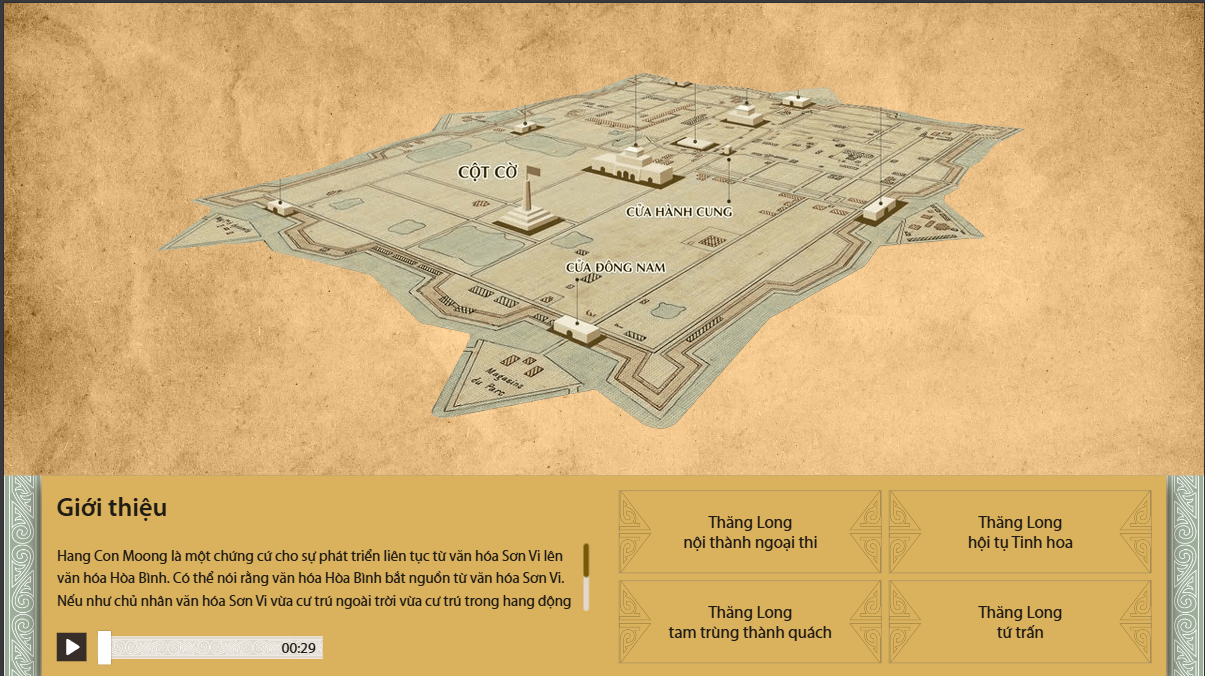 CỘT CỜ
CỬA HÀNH CUNG
CỬA ĐÔNG NAM
Magasins
du Parc
Giới thiệu
Hang Con Moong là một chứng cứ cho sự phát triển liên tục từ văn hóa Sơn Vi lên
văn hóa Hòa Bình. Có thể nói rằng văn hóa Hòa Bình bắt nguồn từ văn hóa Sơn Vi.
Nếu như chủ nhân văn hóa Sơn Vi vừa cư trú ngoài trời vừa cư trú trong hang động
00:29
Thăng Long
nội thành ngoại thi
Thăng Long
hội tụ Tinh hoa
Thăng Long
tam trùng thành quách
Thăng Long
tứ trấn